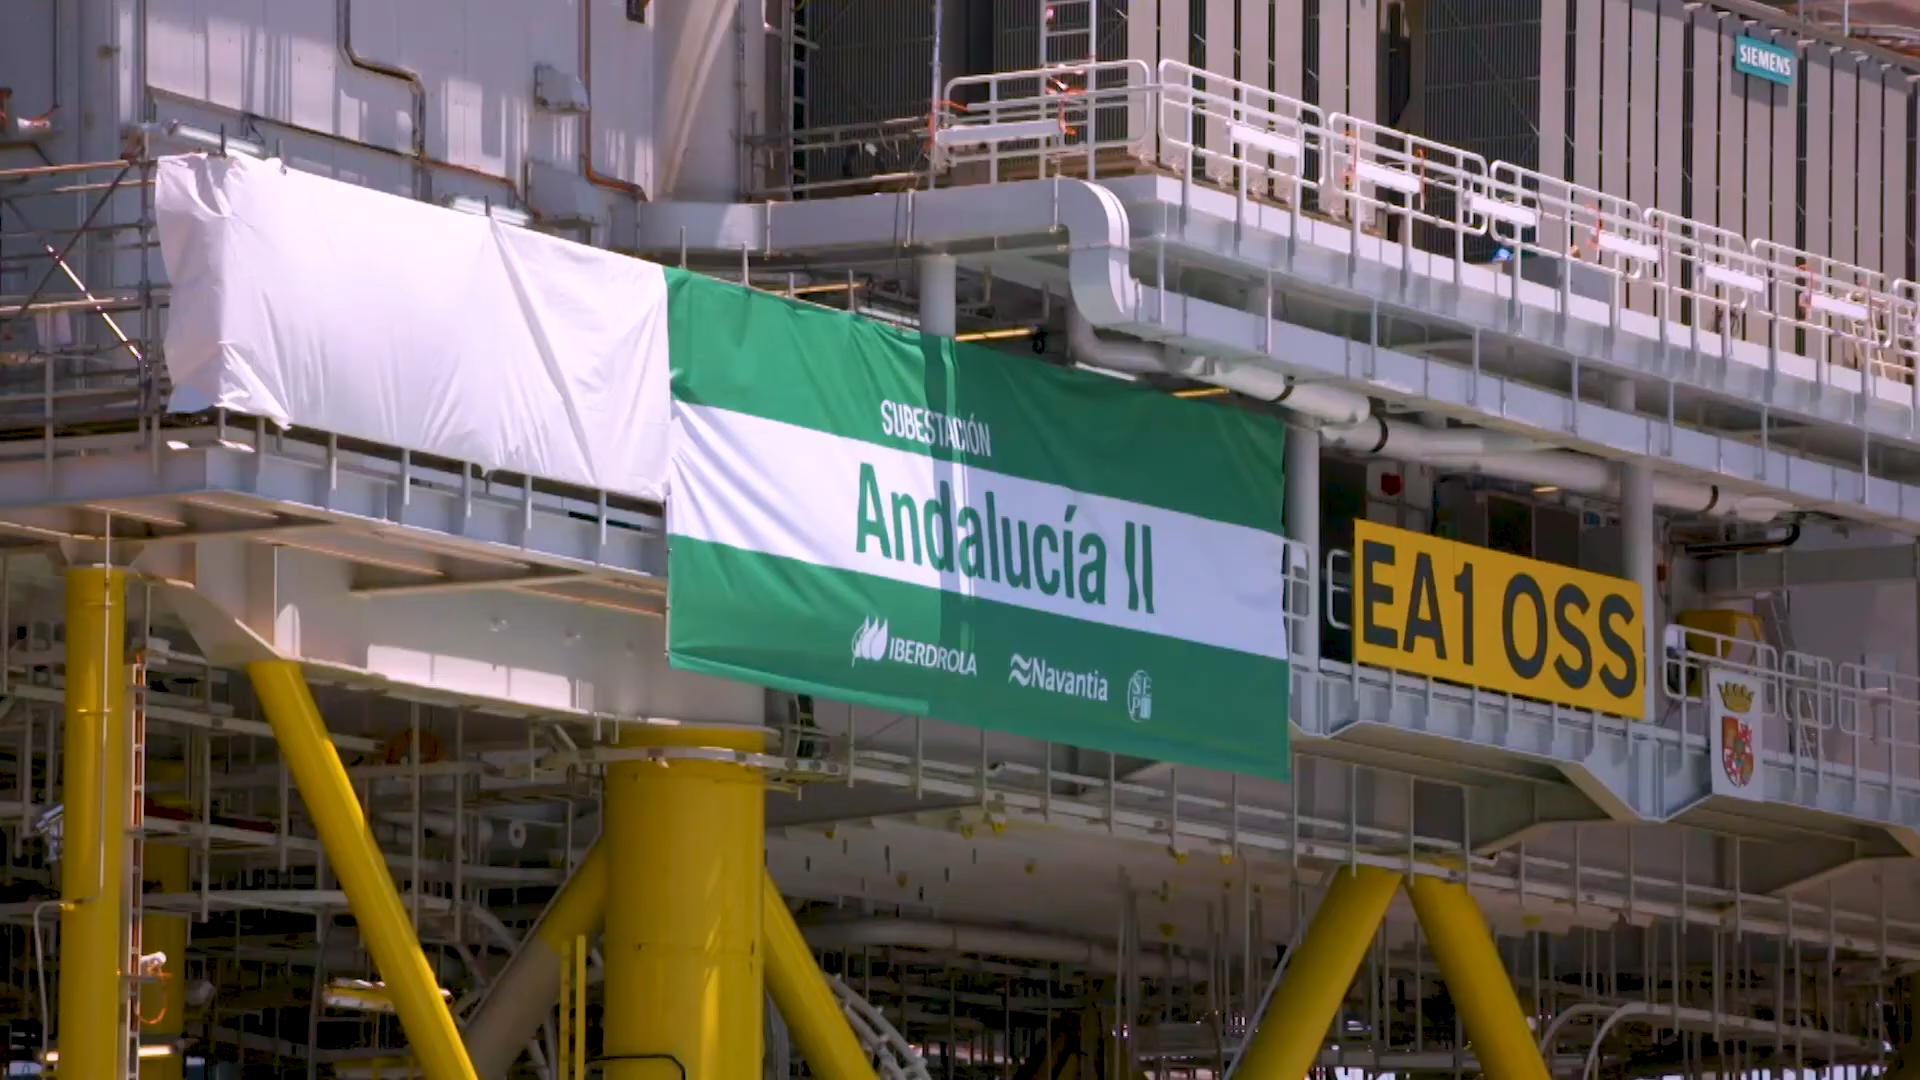 SIEMENS
SUBESTACIÓN
Andalucía II
IBERDROLA
Navantia
SEPI
EA1 OSS